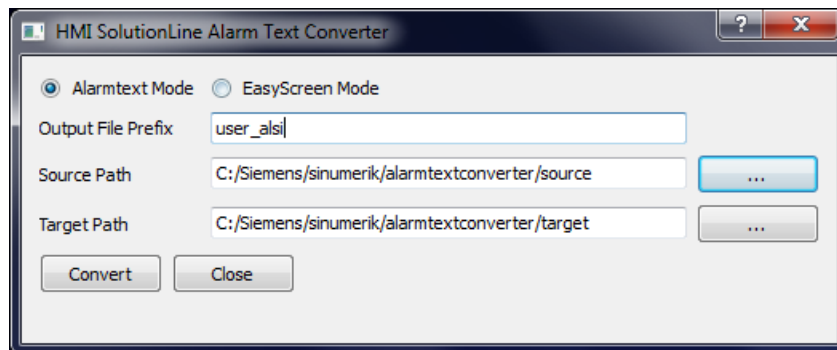 HMI SolutionLine Alarm Text Converter
? X
Alarmtext Mode EasyScreen Mode
Output File Prefix user_alsi
Source Path C:/Siemens/sinumerik/alarmtextconverter/source ...
Target Path C:/Siemens/sinumerik/alarmtextconverter/target ...
Convert Close